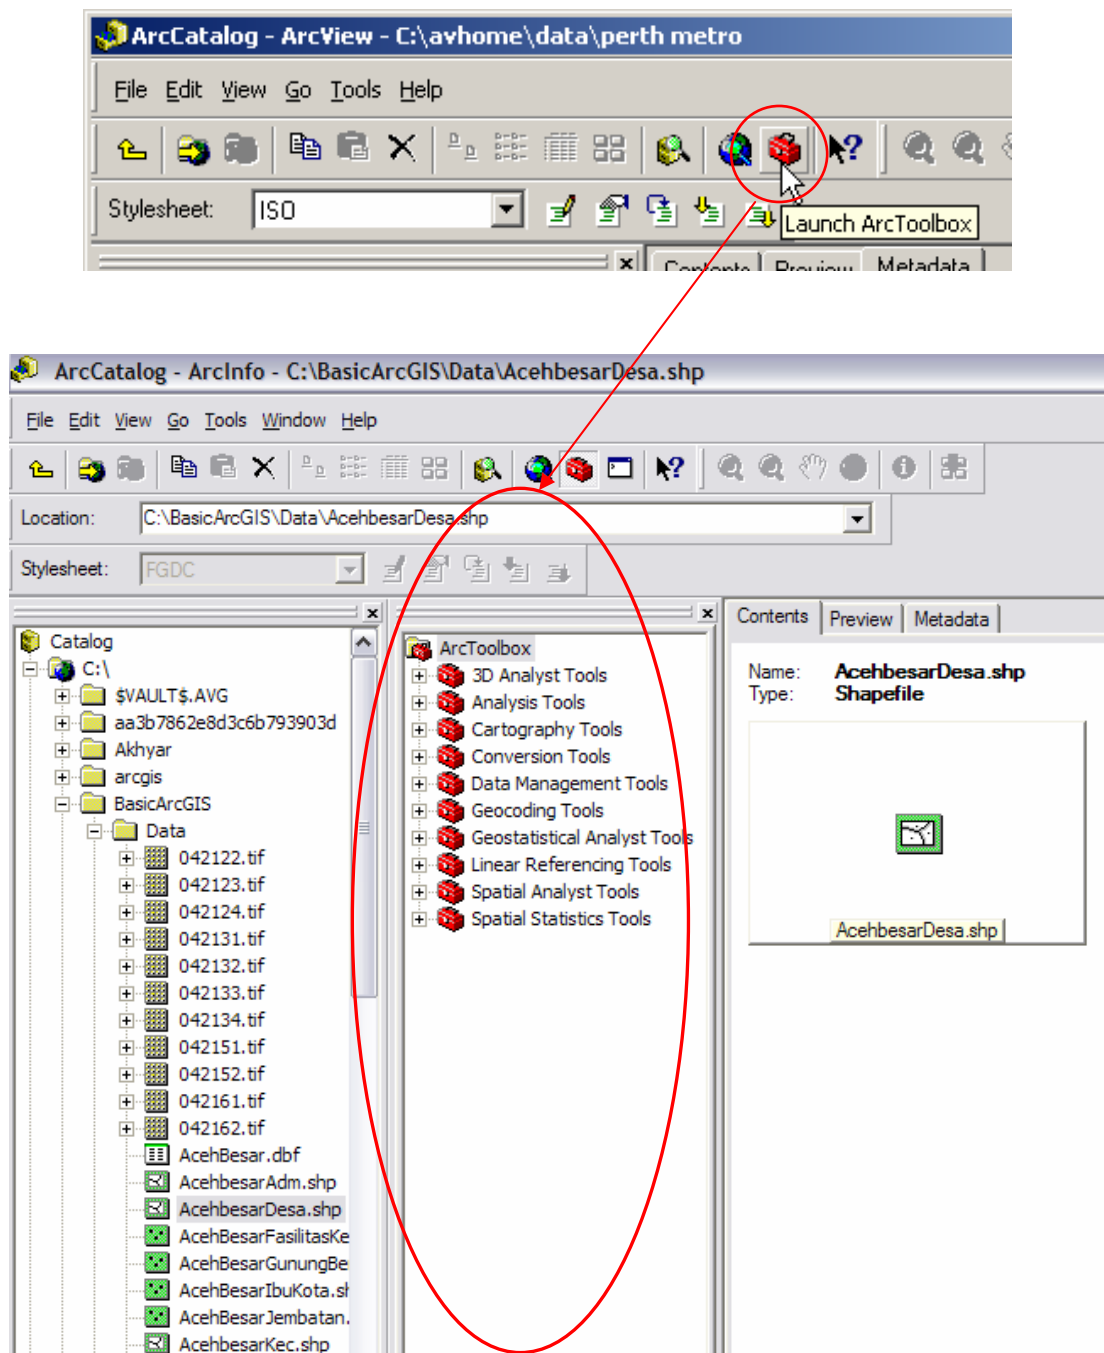 ArcCatalog - ArcView - C:\avhome\data\perth metro
File Edit View Go Tools Help
Stylesheet: ISO
Launch ArcToolbox
Contents Preview Metadata
ArcCatalog - ArcInfo - C:\BasicArcGIS\Data\AcehbesarDesa.shp
File Edit View Go Tools Window Help
Location: C:\BasicArcGIS\Data\AcehbesarDesa.shp
Stylesheet: FGDC
Catalog
C:\
$VAULT$.AVG
aa3b7862e8d3c6b793903d
Akhyar
arcgis
BasicArcGIS
Data
042122.tif
042123.tif
042124.tif
042131.tif
042132.tif
042133.tif
042134.tif
042151.tif
042152.tif
042161.tif
042162.tif
AcehBesar.dbf
AcehbesarAdm.shp
AcehbesarDesa.shp
AcehBesarFasilitasKe
AcehBesarGunungBe
AcehBesarIbuKota.sh
AcehBesarJembatan.
AcehbesarKec.shp
ArcToolbox
3D Analyst Tools
Analysis Tools
Cartography Tools
Conversion Tools
Data Management Tools
Geocoding Tools
Geostatistical Analyst Tools
Linear Referencing Tools
Spatial Analyst Tools
Spatial Statistics Tools
Contents Preview Metadata
Name: AcehbesarDesa.shp
Type: Shapefile
AcehbesarDesa.shp